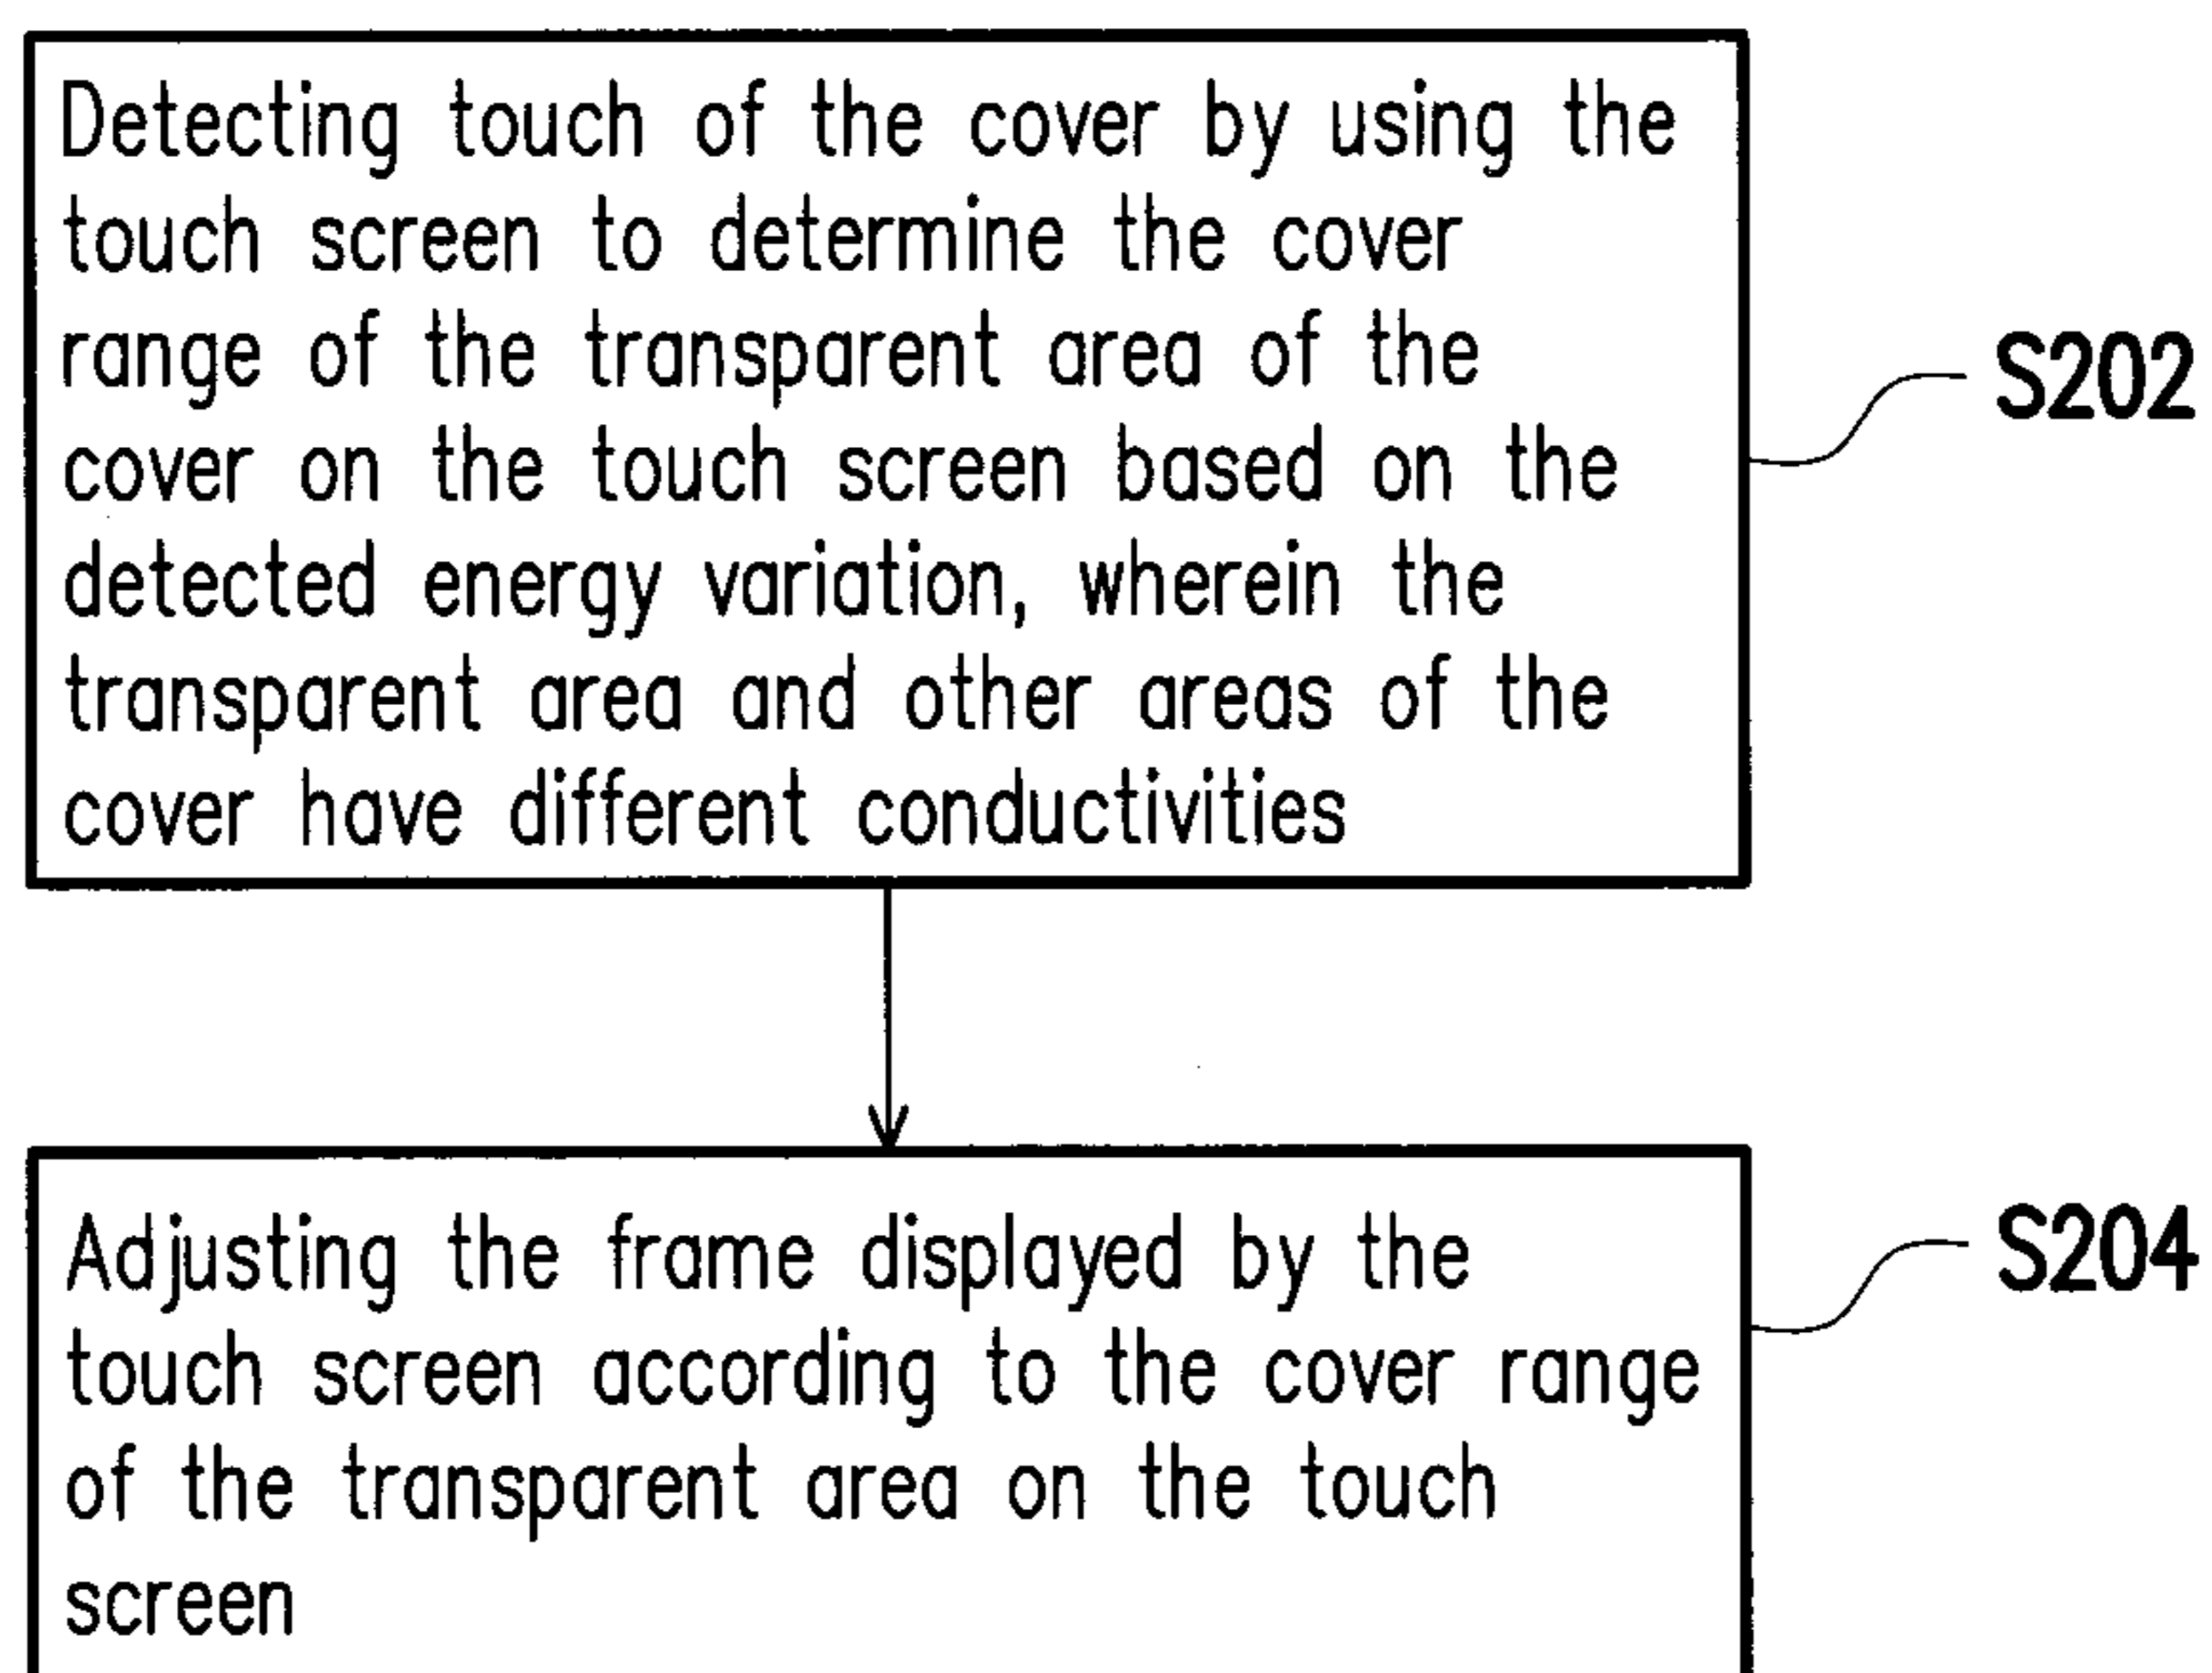 Detecting touch of the cover by using the
touch screen to determine the cover
range of the transparent area of the
cover on the touch screen based on the
detected energy variation, wherein the
transparent area and other areas of the
cover have different conductivities
S202
Adjusting the frame displayed by the
touch screen according to the cover range
of the transparent area on the touch
screen
S204